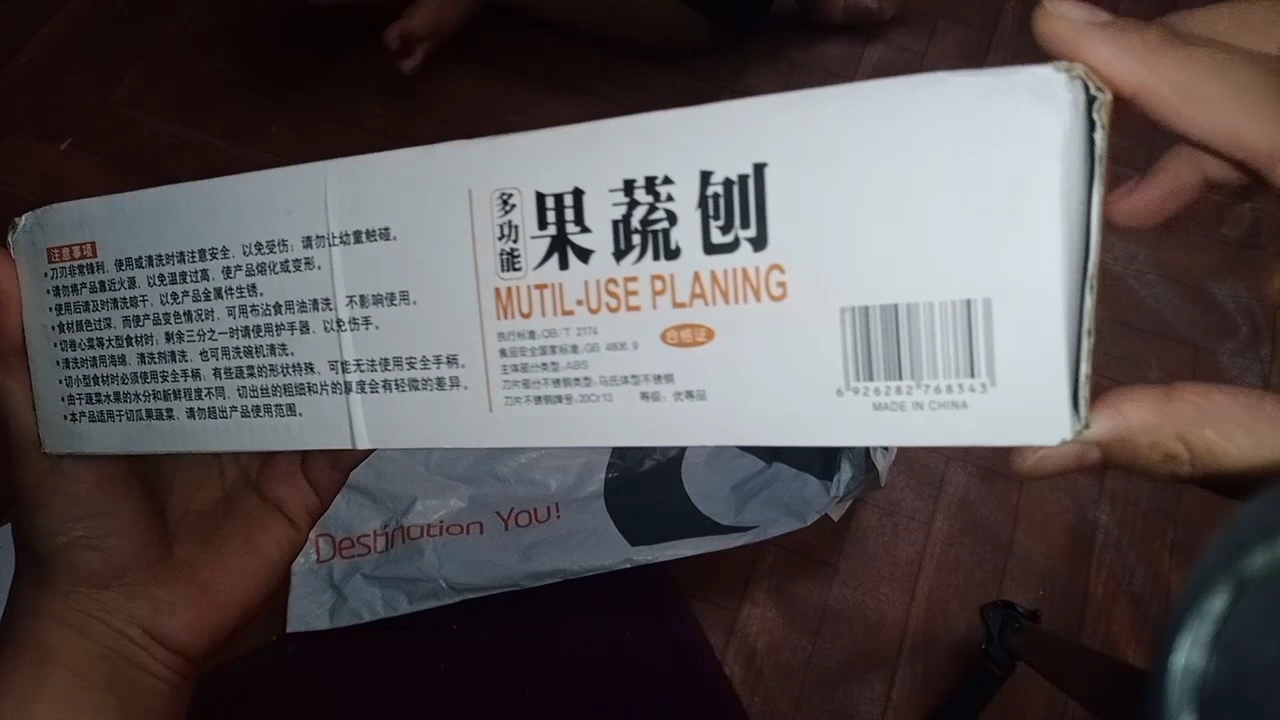 注意事项
•刀刃非常锋利，使用或清洗时请注意安全，以免受伤；请勿让幼童触碰。
•请勿将产品靠近火源，以免温度过高，使产品熔化或变形。
•使用后请及时清洗晾干，以免产品金属件生锈。
•食材颜色过深，而使产品变色情况时，可用布沾食用油清洗，不影响使用。
•切卷心菜等大型食材时；剩余三分之一时请使用护手器，以免伤手。
•清洗时请用海绵，清洗剂清洗，也可用洗碗机清洗。
•切小型食材时必须使用安全手柄；有些蔬菜的形状特殊，可能无法使用安全手柄。
•由于蔬菜水果的水分和新鲜程度不同，切出丝的粗细和片的厚度会有轻微的差异。
•本产品适用于切瓜果蔬菜，请勿超出产品使用范围。
多功能
果蔬刨
MUTIL-USE PLANING
执行标准:QB/T 2174
合格证
食品安全国家标准:GB 4806.9
主体部分类型:ABS
刀片部分不锈钢类型:马氏体型不锈钢
刀片不锈钢牌号:20Cr13 等级：优等品
6 926282 768343
MADE IN CHINA
Destination You!